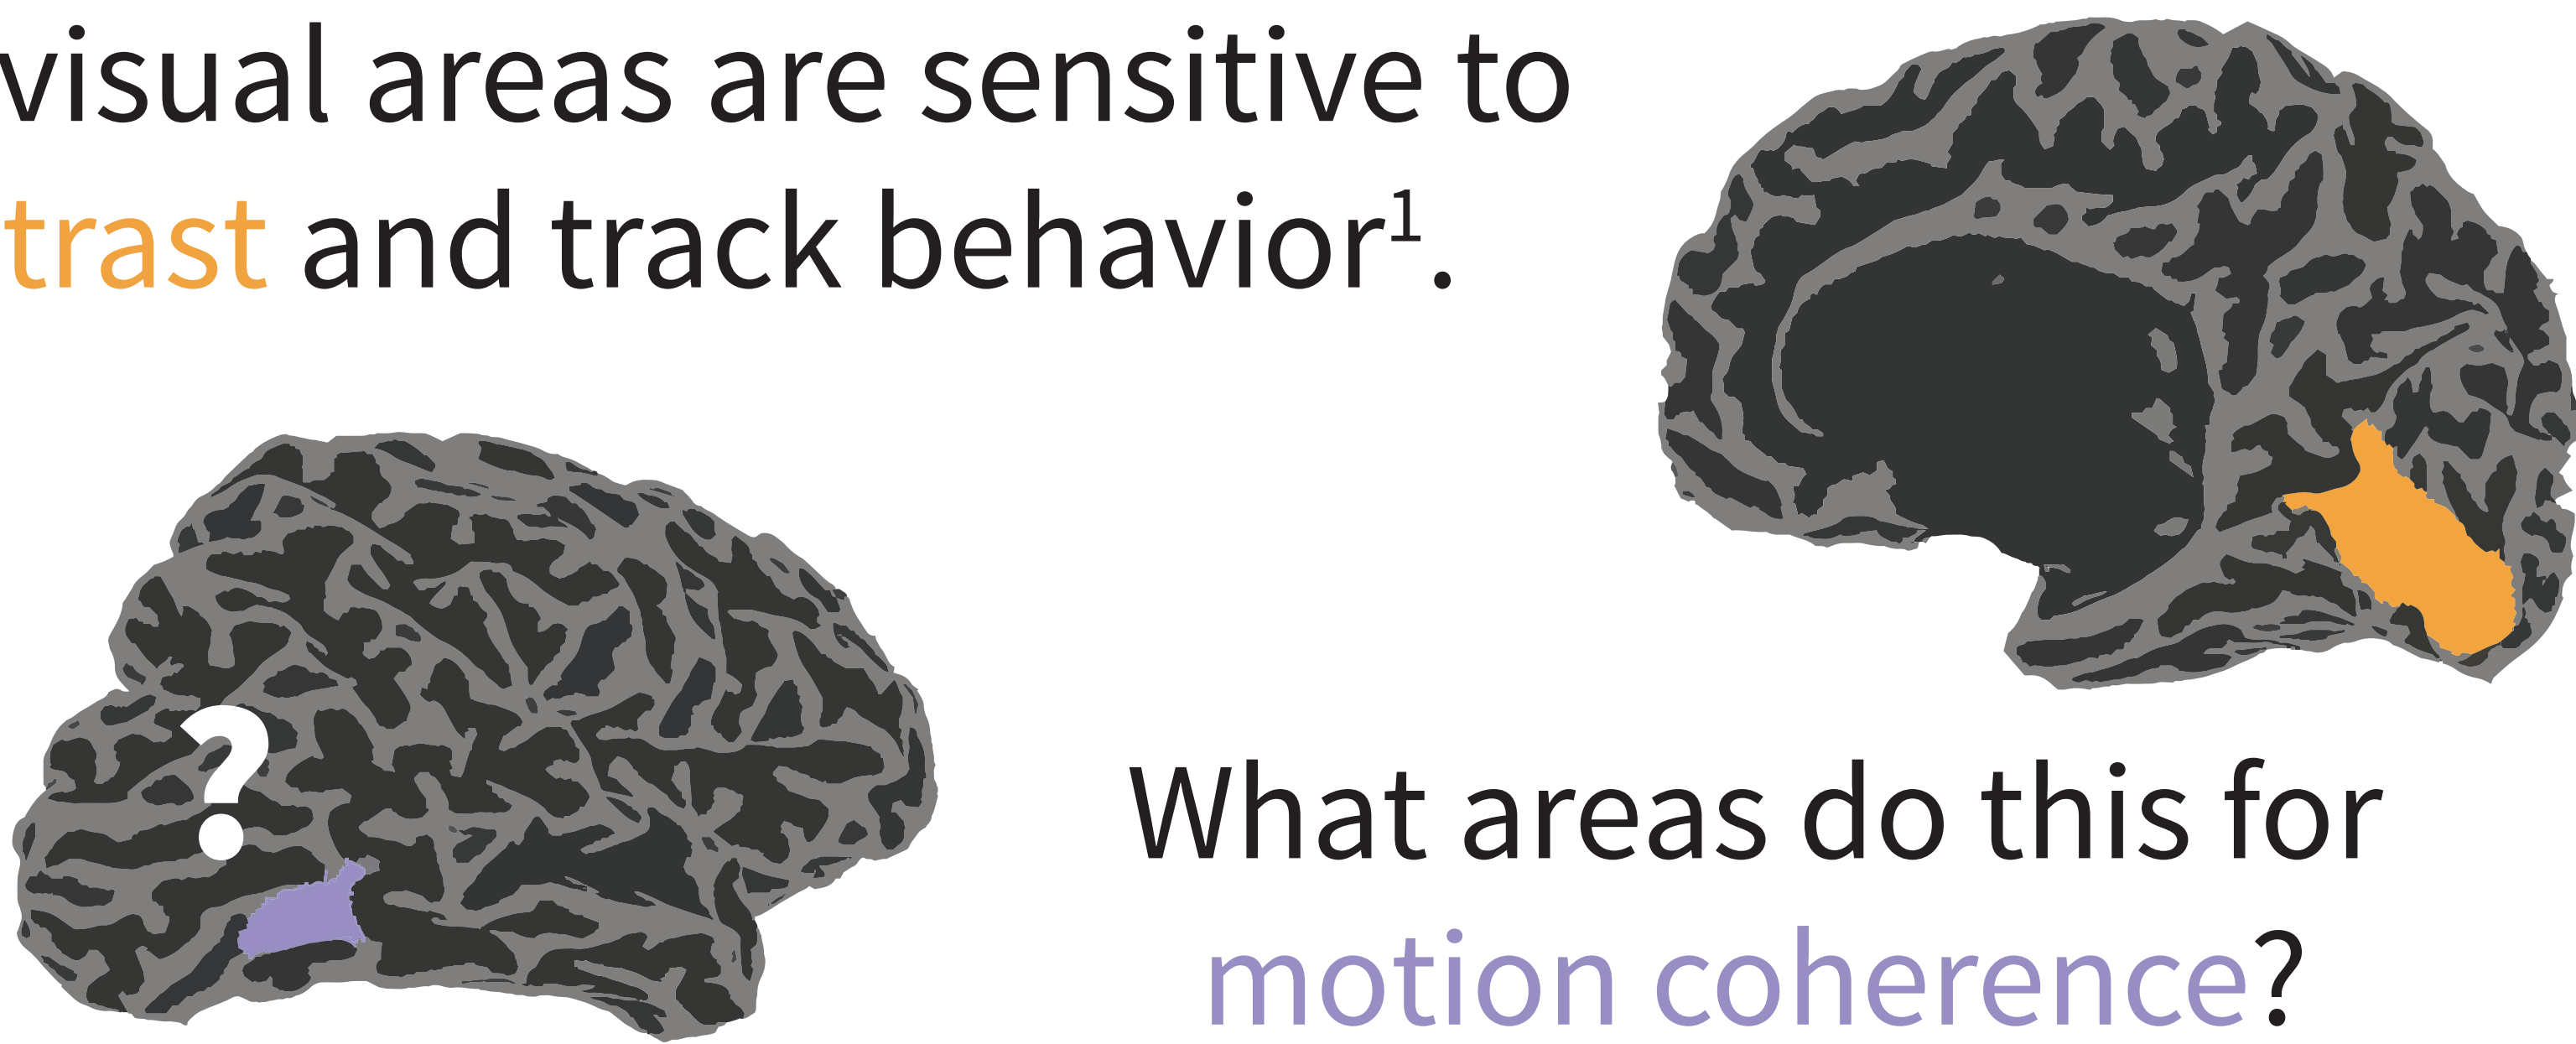 visual areas are sensitive to
trast and track behavior¹.
?
What areas do this for
motion coherence?